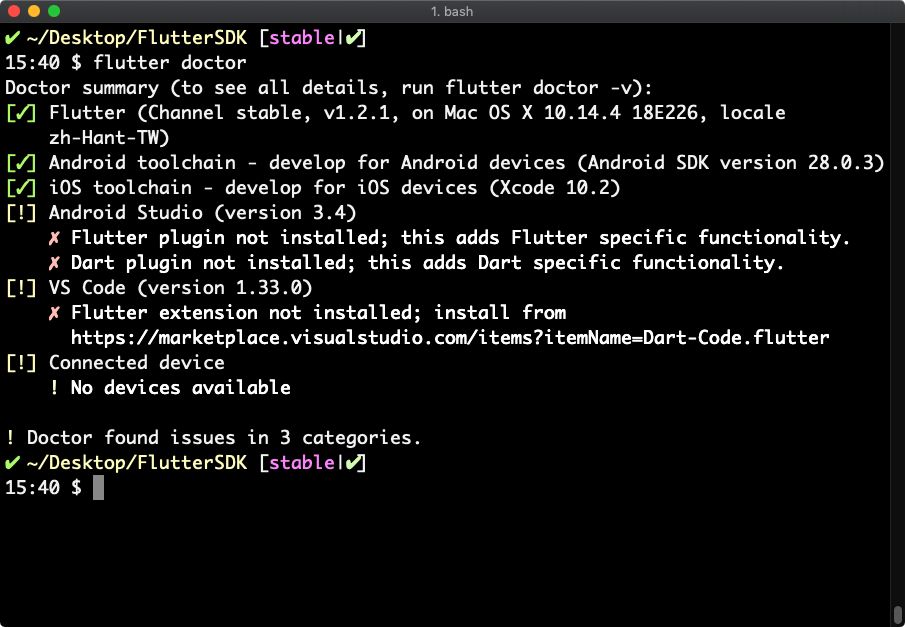 1. bash
✔ ~/Desktop/FlutterSDK [stable|✔]
15:40 $ flutter doctor
Doctor summary (to see all details, run flutter doctor -v):
[✓] Flutter (Channel stable, v1.2.1, on Mac OS X 10.14.4 18E226, locale
zh-Hant-TW)
[✓] Android toolchain - develop for Android devices (Android SDK version 28.0.3)
[✓] iOS toolchain - develop for iOS devices (Xcode 10.2)
[!] Android Studio (version 3.4)
✗ Flutter plugin not installed; this adds Flutter specific functionality.
✗ Dart plugin not installed; this adds Dart specific functionality.
[!] VS Code (version 1.33.0)
✗ Flutter extension not installed; install from
https://marketplace.visualstudio.com/items?itemName=Dart-Code.flutter
[!] Connected device
! No devices available
! Doctor found issues in 3 categories.
✔ ~/Desktop/FlutterSDK [stable|✔]
15:40 $